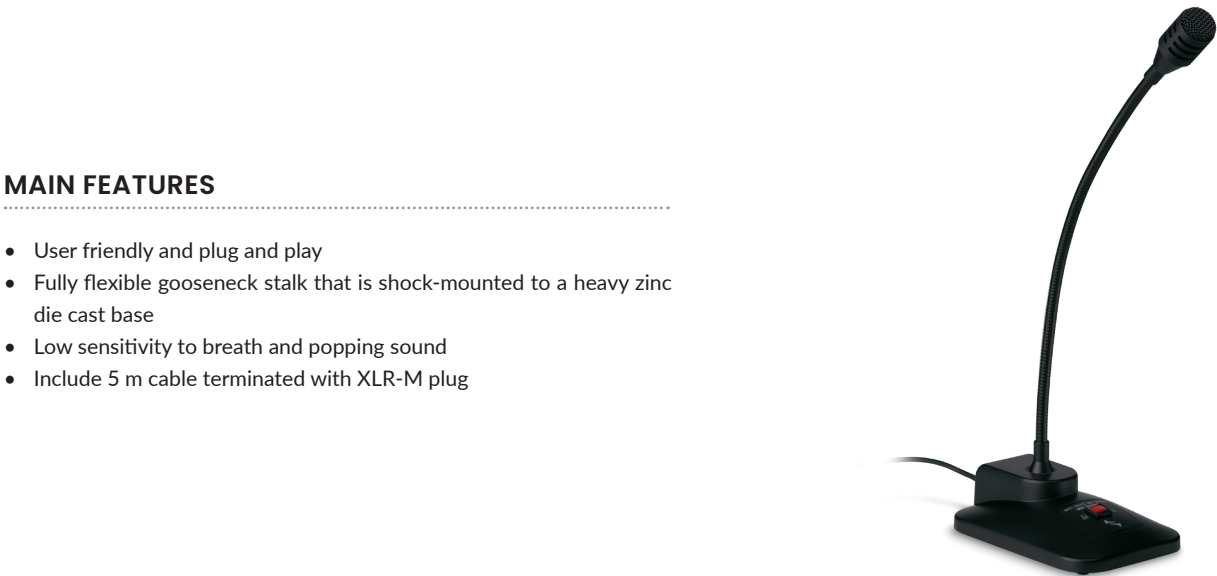 MAIN FEATURES
• User friendly and plug and play
• Fully flexible gooseneck stalk that is shock-mounted to a heavy zinc
die cast base
• Low sensitivity to breath and popping sound
• Include 5 m cable terminated with XLR-M plug